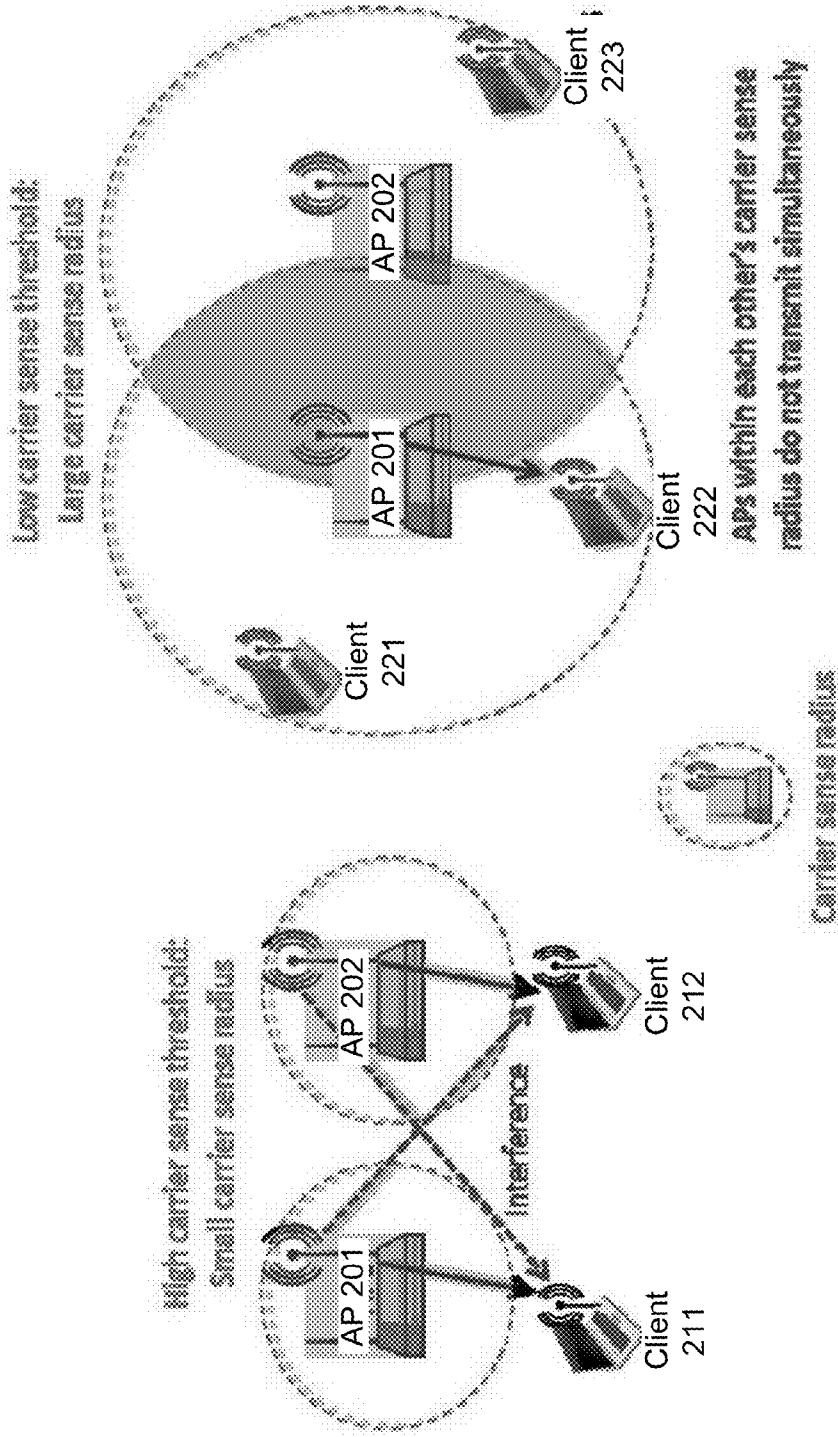 High carrier sense threshold:
Small carrier sense radius
AP 201
AP 202
Interference
Client
211
Client
212
Low carrier sense threshold:
Large carrier sense radius
AP 201
AP 202
Client
221
Client
222
Client
223
APs within each other's carrier sense
radius do not transmit simultaneously
Carrier sense radius